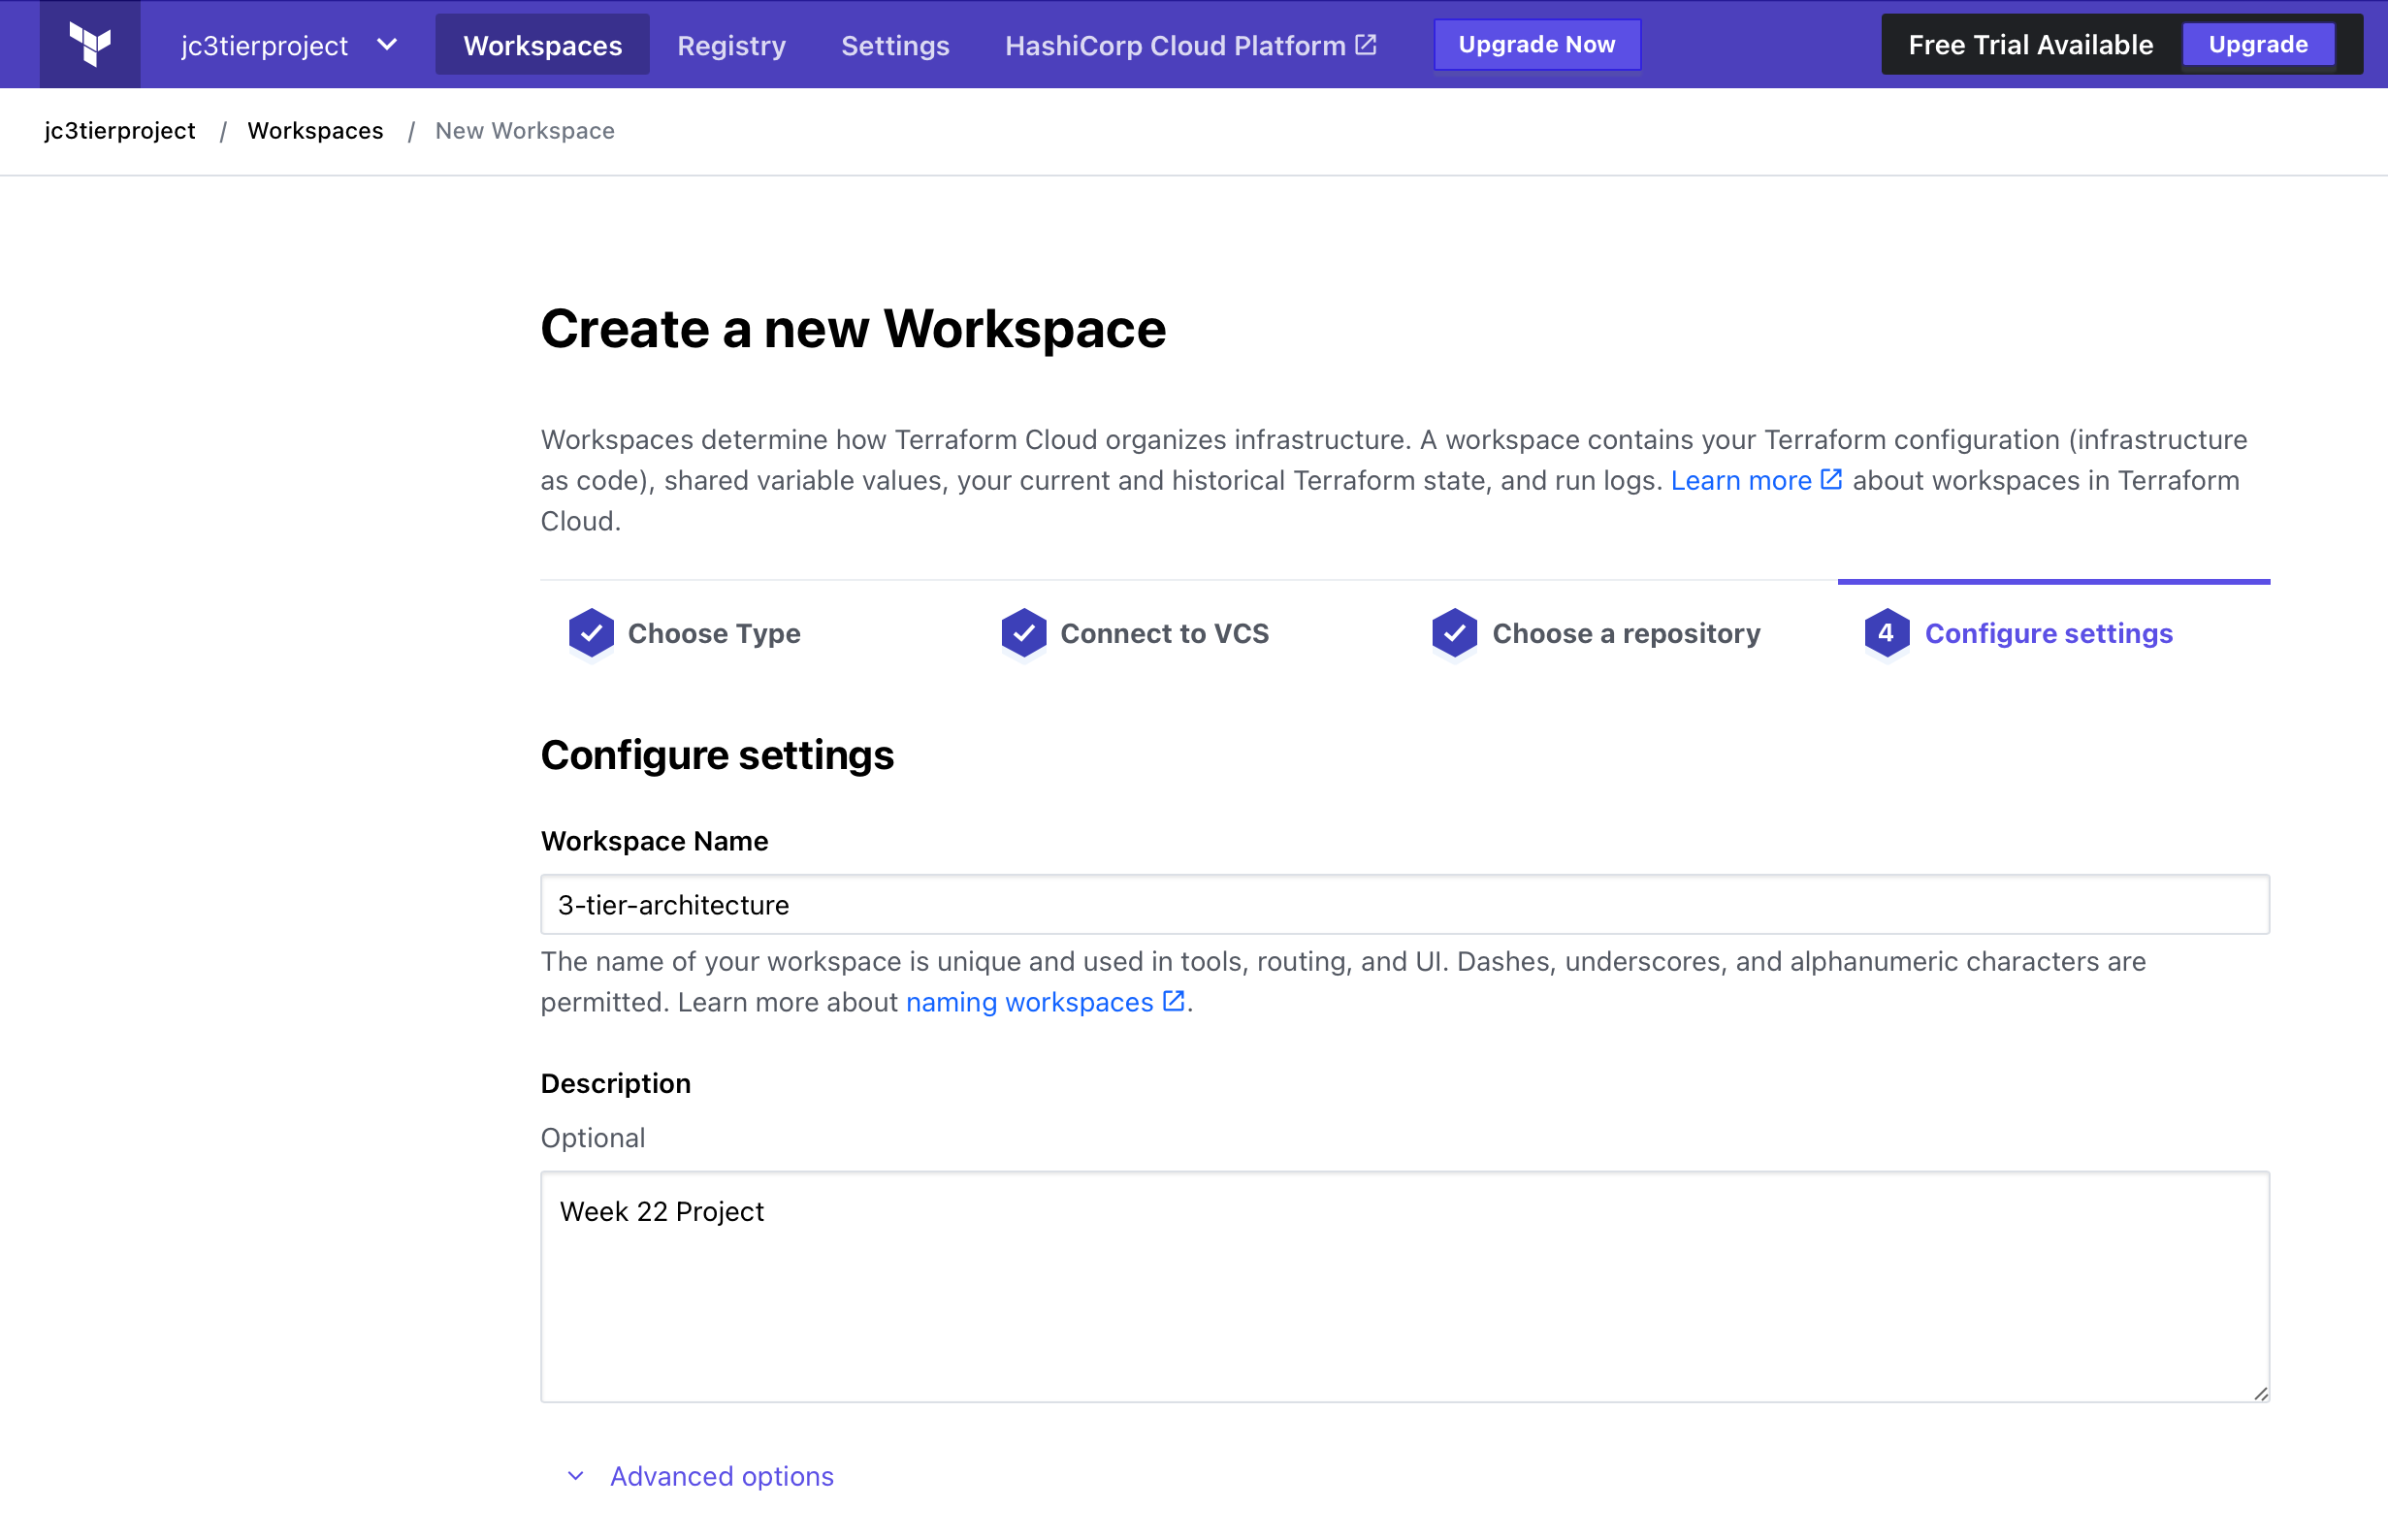 jc3tierproject Workspaces Registry Settings HashiCorp Cloud Platform Upgrade Now Free Trial Available Upgrade
jc3tierproject / Workspaces / New Workspace
Create a new Workspace
Workspaces determine how Terraform Cloud organizes infrastructure. A workspace contains your Terraform configuration (infrastructure
as code), shared variable values, your current and historical Terraform state, and run logs. Learn more about workspaces in Terraform
Cloud.
Choose Type Connect to VCS Choose a repository 4 Configure settings
Configure settings
Workspace Name
3-tier-architecture
The name of your workspace is unique and used in tools, routing, and UI. Dashes, underscores, and alphanumeric characters are
permitted. Learn more about naming workspaces.
Description
Optional
Week 22 Project
Advanced options